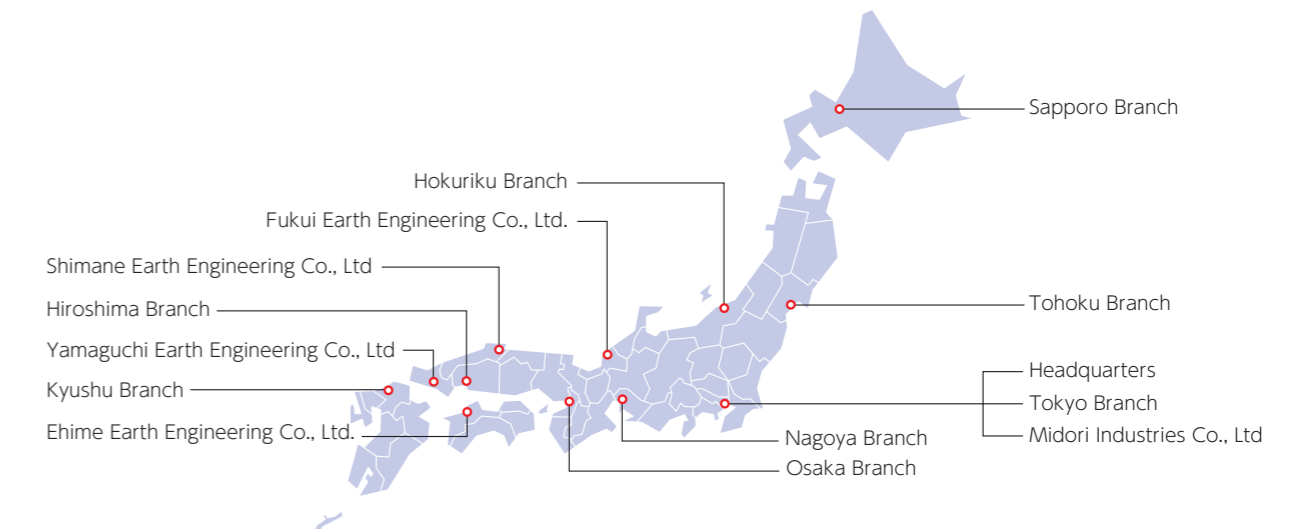 Sapporo Branch
Hokuriku Branch
Fukui Earth Engineering Co., Ltd.
Shimane Earth Engineering Co., Ltd
Hiroshima Branch
Yamaguchi Earth Engineering Co., Ltd
Kyushu Branch
Ehime Earth Engineering Co., Ltd.
Tohoku Branch
Headquarters
Tokyo Branch
Midori Industries Co., Ltd
Nagoya Branch
Osaka Branch